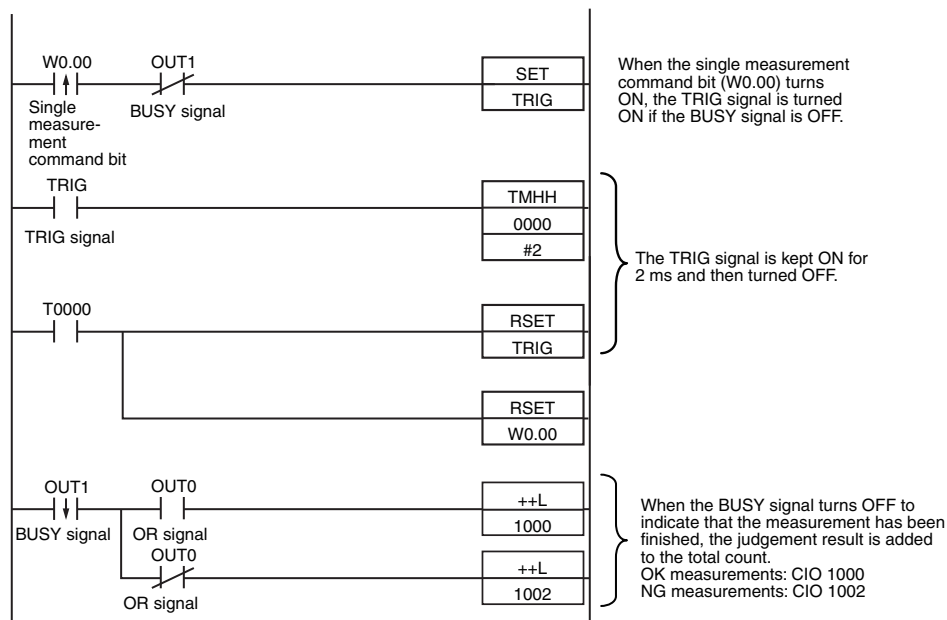 W0.00
OUT1
SET
TRIG
Single
measure-
ment
command bit
BUSY signal
When the single measurement
command bit (W0.00) turns
ON, the TRIG signal is turned
ON if the BUSY signal is OFF.
TRIG
TRIG signal
TMHH
0000
#2
The TRIG signal is kept ON for
2 ms and then turned OFF.
T0000
RSET
TRIG
RSET
W0.00
OUT1
BUSY signal
OUT0
OR signal
++L
1000
OUT0
OR signal
++L
1002
When the BUSY signal turns OFF to
indicate that the measurement has been
finished, the judgement result is added
to the total count.
OK measurements: CIO 1000
NG measurements: CIO 1002